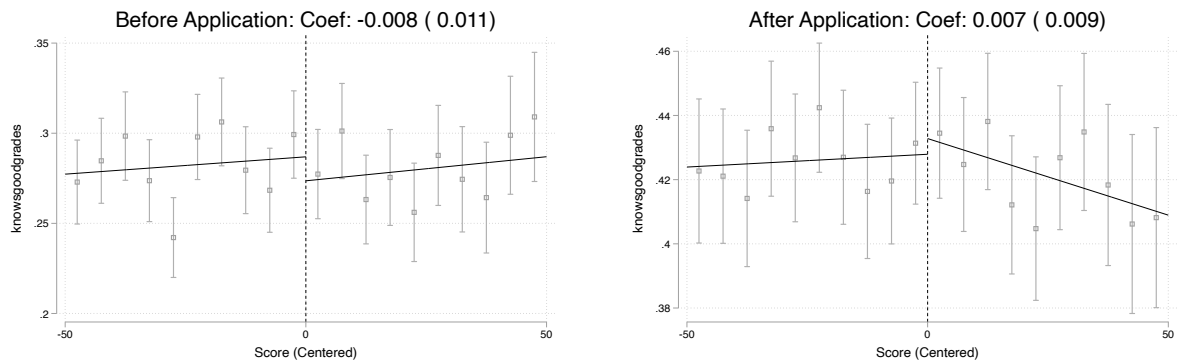 Before Application: Coef: -0.008 ( 0.011)
.35
.3
.25
.2
knowsgoodgrades
-50
0
50
Score (Centered)
After Application: Coef: 0.007 ( 0.009)
.46
.44
.42
.4
.38
knowsgoodgrades
-50
0
50
Score (Centered)